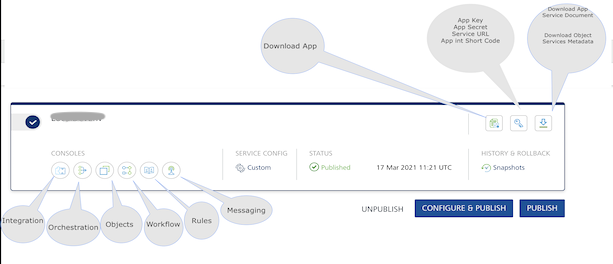 Download App
App Key
App Secret
Service URL
App int Short Code
Download App
Service Document
Download Object
Services Metadata
CONSOLES
SERVICE CONFIG
Custom
STATUS
Published
17 Mar 2021 11:21 UTC
HISTORY & ROLLBACK
Snapshots
Integration
Orchestration
Objects
Workflow
Rules
Messaging
UNPUBLISH
CONFIGURE & PUBLISH
PUBLISH